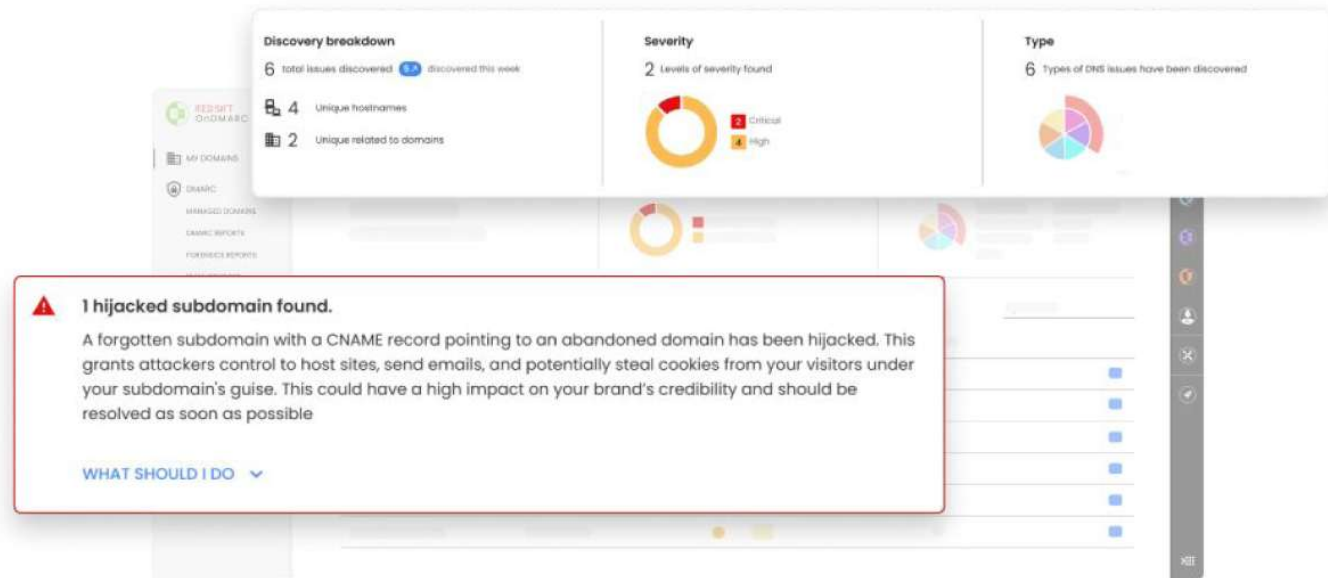 Discovery breakdown
6 total issues discovered 5 discovered this week
4 Unique hostnames
2 Unique related to domains
Severity
2 Levels of severity found
2 Critical
4 High
Type
6 Types of DNS issues have been discovered
RED SIFT
OnDMARC
MY DOMAINS
DMARC
MANAGED DOMAINS
DMARC REPORTS
FORENSICS REPORTS
1 hijacked subdomain found.
A forgotten subdomain with a CNAME record pointing to an abandoned domain has been hijacked. This
grants attackers control to host sites, send emails, and potentially steal cookies from your visitors under
your subdomain's guise. This could have a high impact on your brand's credibility and should be
resolved as soon as possible
WHAT SHOULD I DO